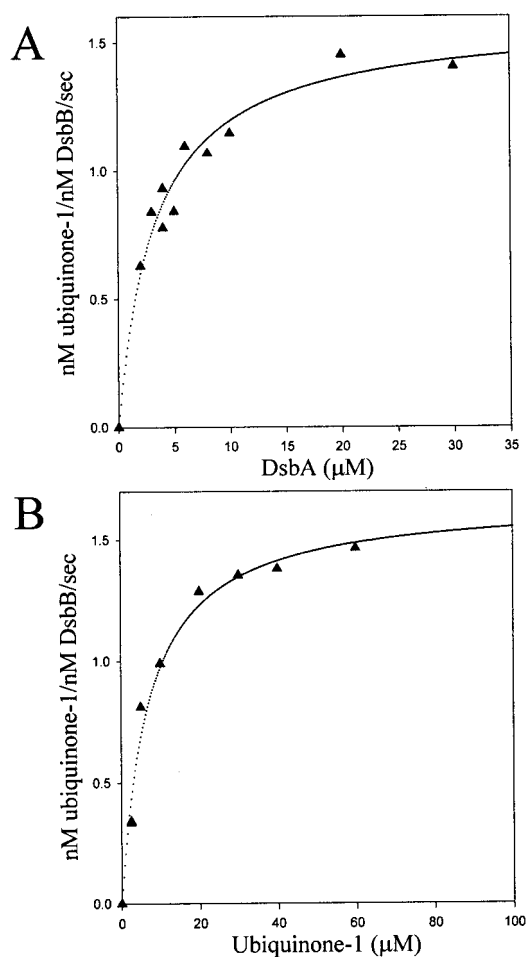 A
nM ubiquinone-1/nM DsbB/sec
1.5
1.0
0.5
0.0
0 5 10 15 20 25 30 35
DsbA (μM)
B
nM ubiquinone-1/nM DsbB/sec
1.5
1.0
0.5
0.0
0 20 40 60 80 100
Ubiquinone-1 (μM)